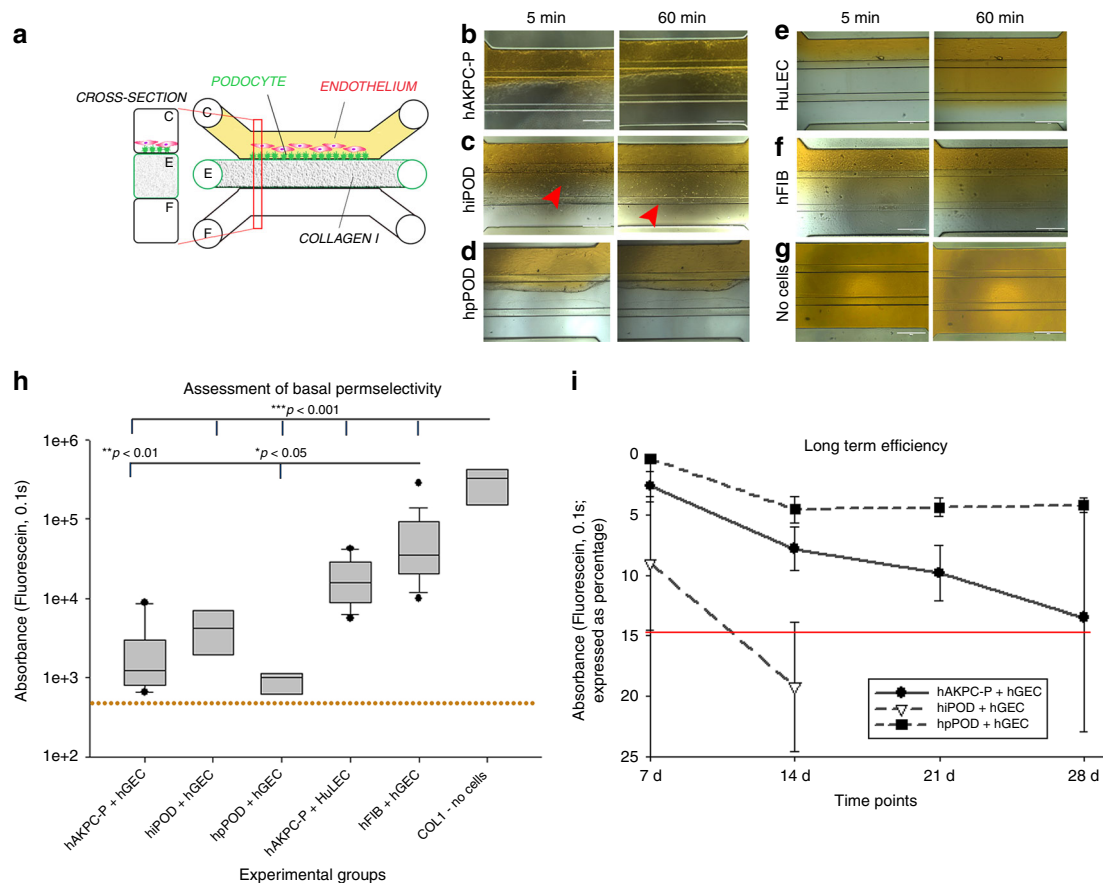 a
CROSS-SECTION
PODOCYTE
ENDOTHELIUM
C
C
E
E
F
F
COLLAGEN I
5 min
60 min
b
hAKPC-P
c
hiPOD
d
hpPOD
5 min
60 min
e
HuLEC
f
hFIB
g
No cells
h
Assessment of basal permselectivity
***p < 0.001
**p < 0.01
*p < 0.05
Absorbance (Fluorescein, 0.1s)
1e+6
1e+5
1e+4
1e+3
1e+2
hAKPC-P + hGEC
hiPOD + hGEC
hpPOD + hGEC
hAKPC-P + HuLEC
hFIB + hGEC
COL1 - no cells
Experimental groups
i
Long term efficiency
Absorbance (Fluorescein, 0.1s;
expressed as percentage)
0
5
10
15
20
25
7 d
14 d
21 d
28 d
Time points
hAKPC-P + hGEC
hiPOD + hGEC
hpPOD + hGEC